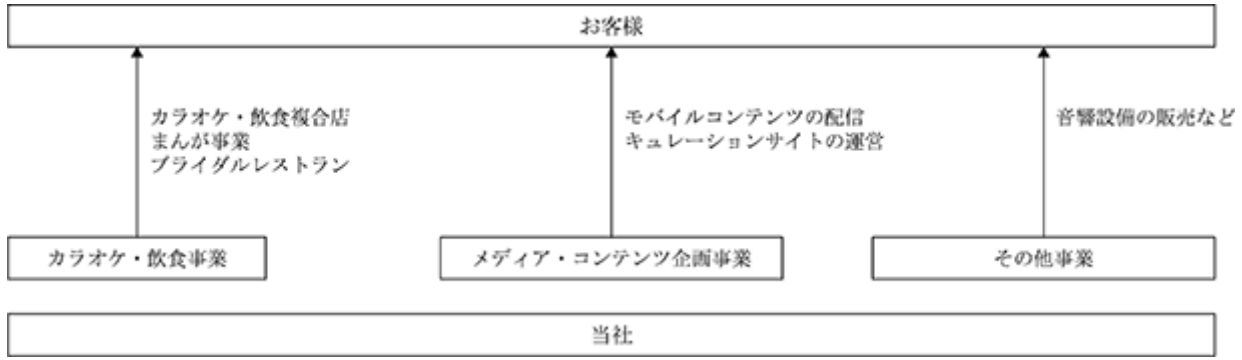 お客様
カラオケ・飲食複合店
まんが事業
ブライダルレストラン
モバイルコンテンツの配信
キュレーションサイトの運営
音響設備の販売など
カラオケ・飲食事業
メディア・コンテンツ企画事業
その他事業
当社